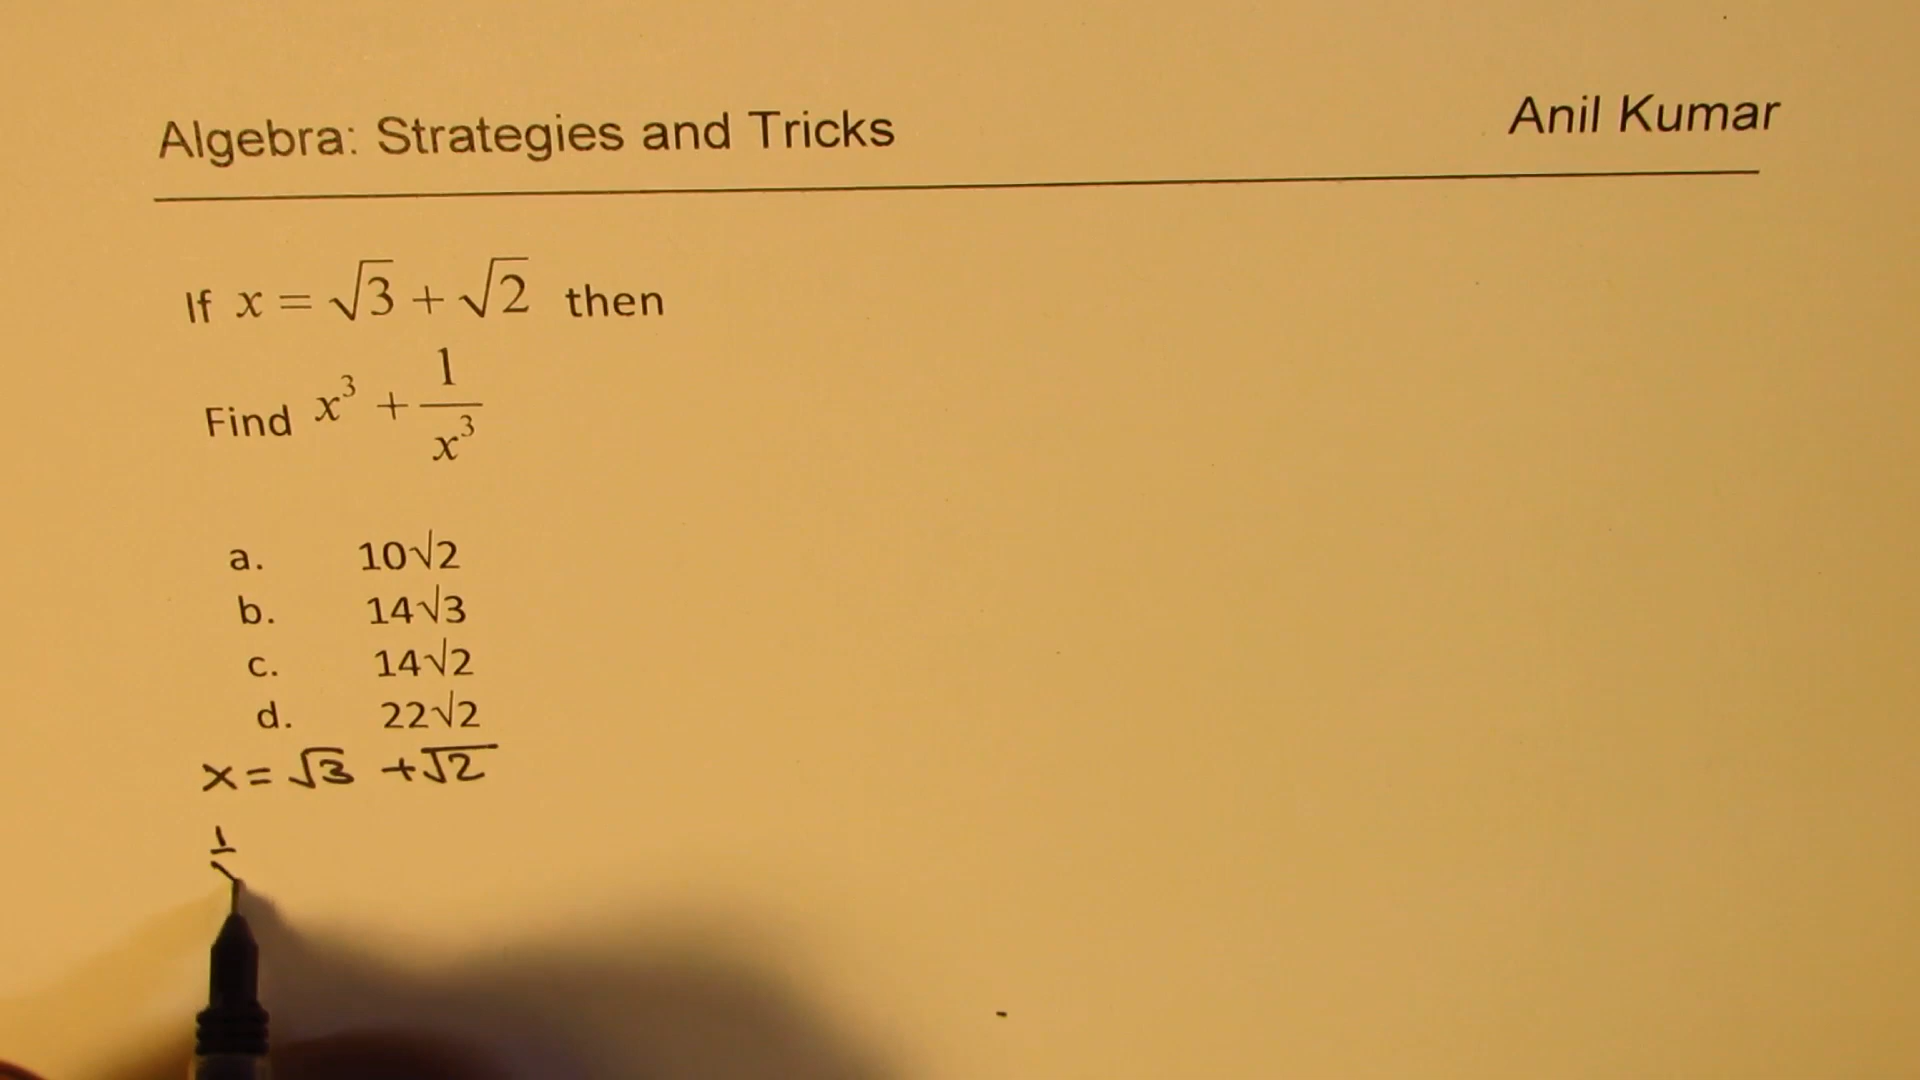 Algebra: Strategies and Tricks
Anil Kumar
If x = √3 + √2 then
Find x³ + 1/x³
a. 10√2
b. 14√3
c. 14√2
d. 22√2
x = √3 + √2
1